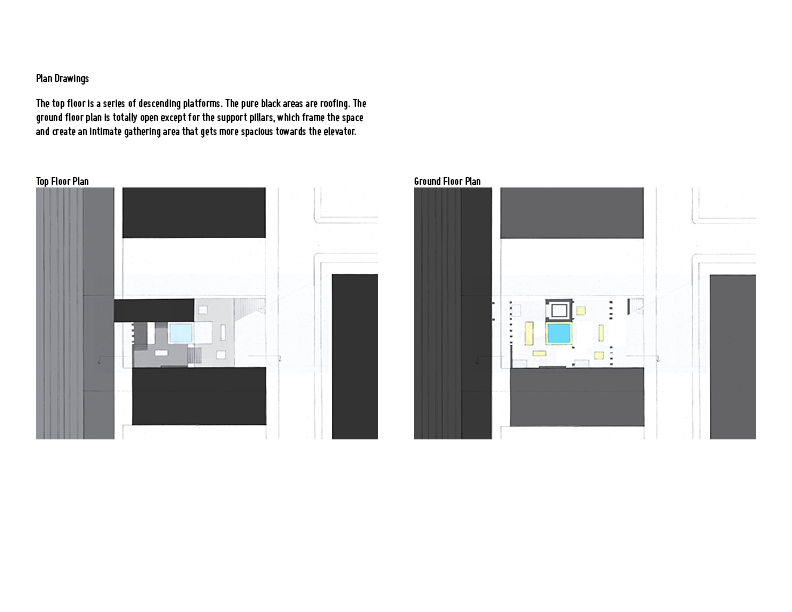 Plan Drawings
The top floor is a series of descending platforms. The pure black areas are roofing. The
ground floor plan is totally open except for the support pillars, which frame the space
and create an intimate gathering area that gets more spacious towards the elevator.
Top Floor Plan
Ground Floor Plan